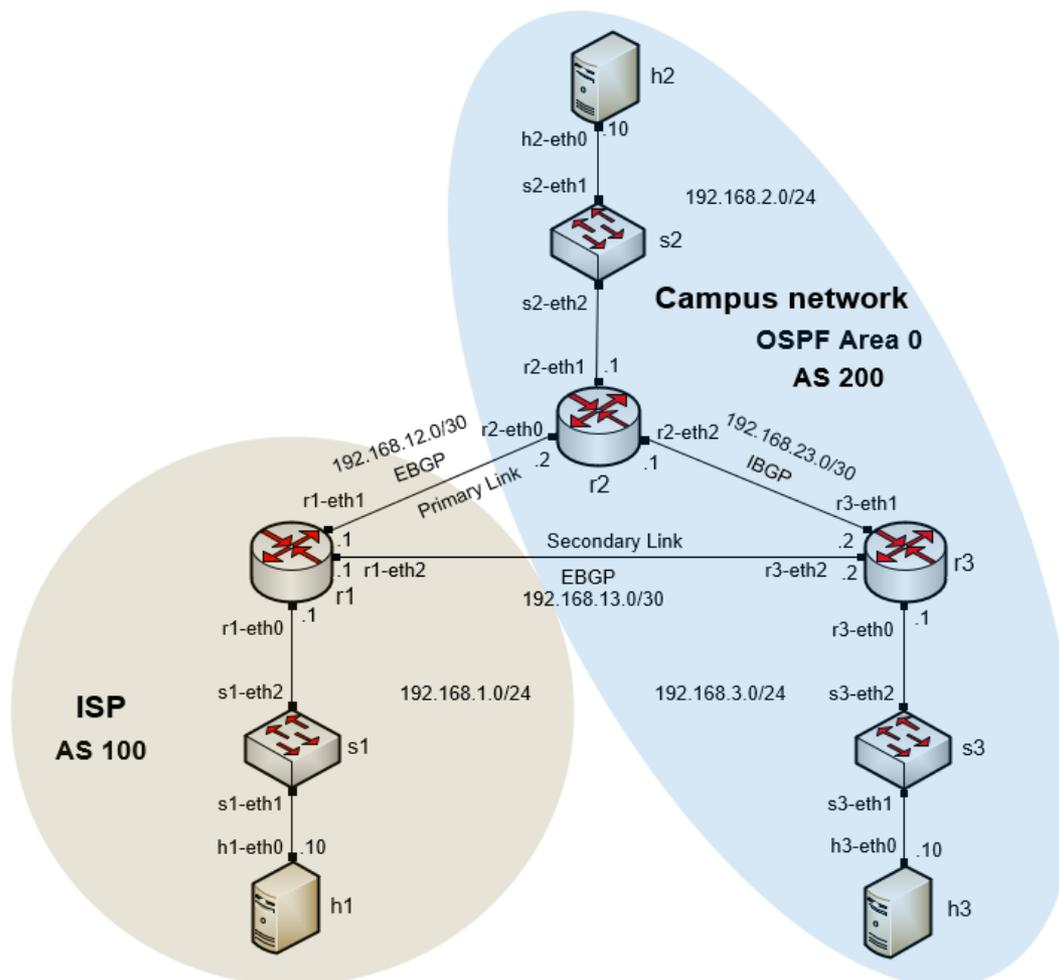 h2
h2-eth0
.10
s2-eth1
192.168.2.0/24
s2
s2-eth2
Campus network
OSPF Area 0
AS 200
r2-eth1
.1
192.168.12.0/30
EBGP
Primary Link
r2-eth0
.2
r2
r2-eth2
.1
192.168.23.0/30
IBGP
r1-eth1
.1
r3-eth1
.2
Secondary Link
.1
r1-eth2
r1
EBGP
192.168.13.0/30
r3-eth2
.2
r3
r1-eth0
.1
r3-eth0
.1
ISP
AS 100
s1-eth2
192.168.1.0/24
192.168.3.0/24
s3-eth2
s1
s3
s1-eth1
s3-eth1
h1-eth0
.10
h3-eth0
.10
h1
h3